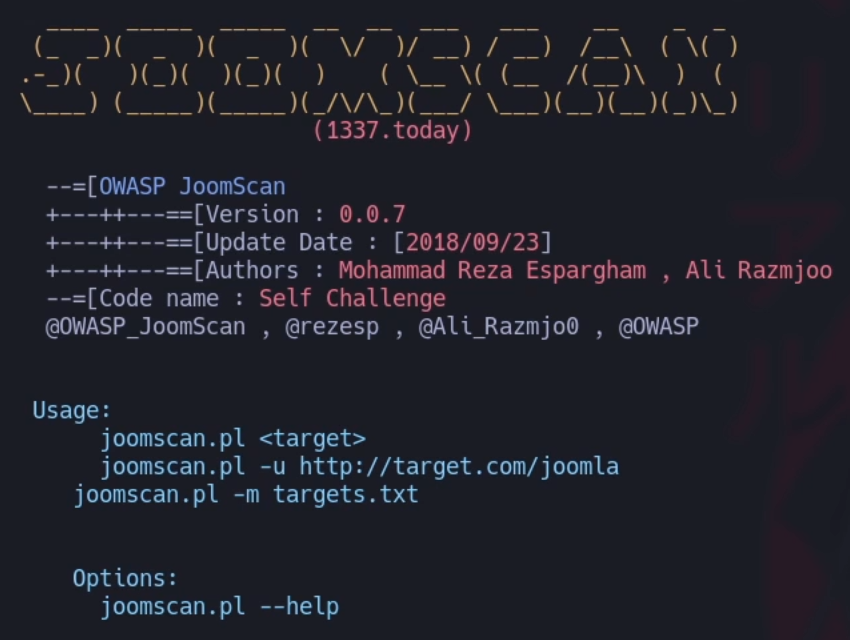 ____  _____  _____  __  __  ___   ___    __    _  _
   (_  _)(  _  )(  _  )(  \/  )/ __) / __)  /__\  ( \( )
  .-_)(   )(_)(  )(_)(  )    ( \__ \( (__  /(__)\  )  (
  \____) (_____)(_____)(_/\/\_)(___/ \___)(__)(__)(_)\_)
(1337.today)
--=[OWASP JoomScan
+---++---==[Version : 0.0.7
+---++---==[Update Date : [2018/09/23]
+---++---==[Authors : Mohammad Reza Espargham , Ali Razmjoo
--=[Code name : Self Challenge
@OWASP_JoomScan , @rezesp , @Ali_Razmjo0 , @OWASP
Usage:
joomscan.pl <target>
joomscan.pl -u http://target.com/joomla
joomscan.pl -m targets.txt
Options:
joomscan.pl --help